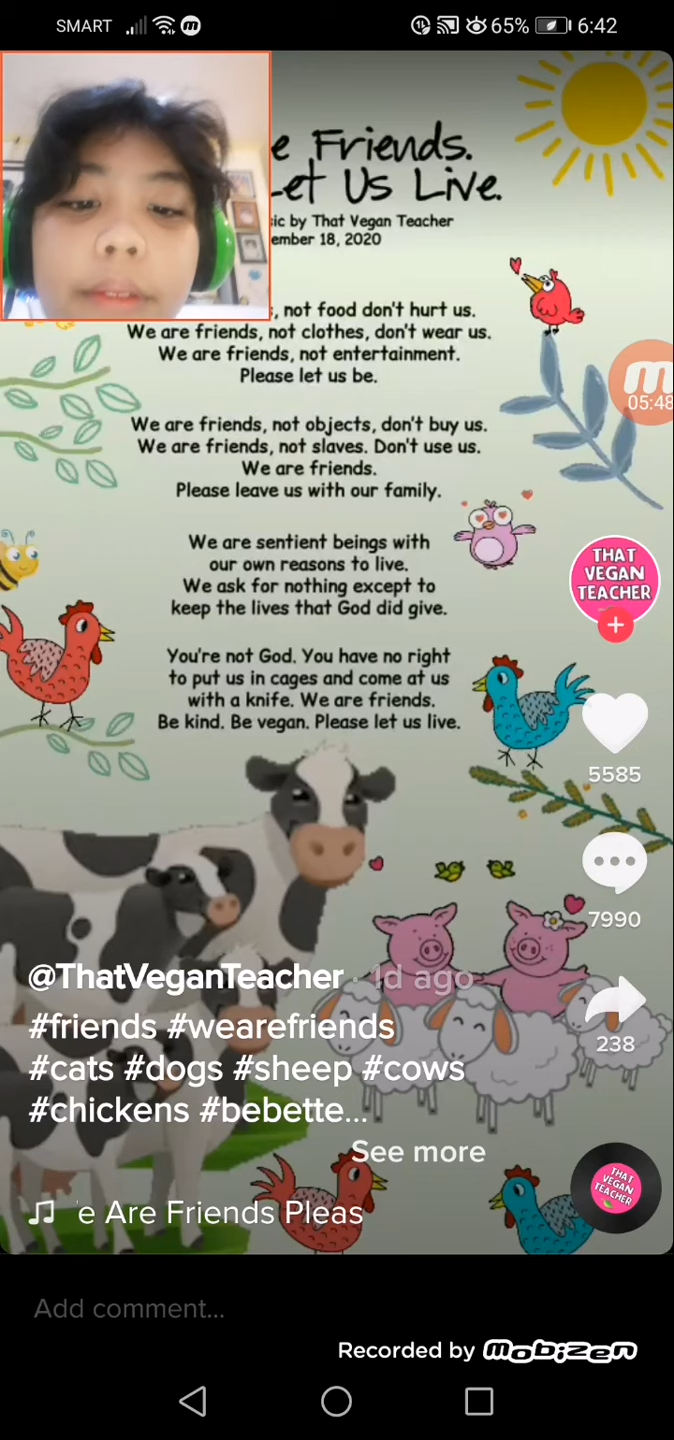 SMART
65%
6:42
e Friends.
Let Us Live.
sic by That Vegan Teacher
ember 18, 2020
, not food don't hurt us.
We are friends, not clothes, don't wear us.
We are friends, not entertainment.
Please let us be.
We are friends, not objects, don't buy us.
We are friends, not slaves. Don't use us.
We are friends.
Please leave us with our family.
We are sentient beings with
our own reasons to live.
We ask for nothing except to
keep the lives that God did give.
You're not God. You have no right
to put us in cages and come at us
with a knife. We are friends.
Be kind. Be vegan. Please let us live.
05:48
THAT
VEGAN
TEACHER
5585
7990
238
@ThatVeganTeacher · 1d ago
#friends #wearefriends
#cats #dogs #sheep #cows
#chickens #bebette...
See more
e Are Friends Pleas
THAT
VEGAN
TEACHER
Add comment...
Recorded by mobizen